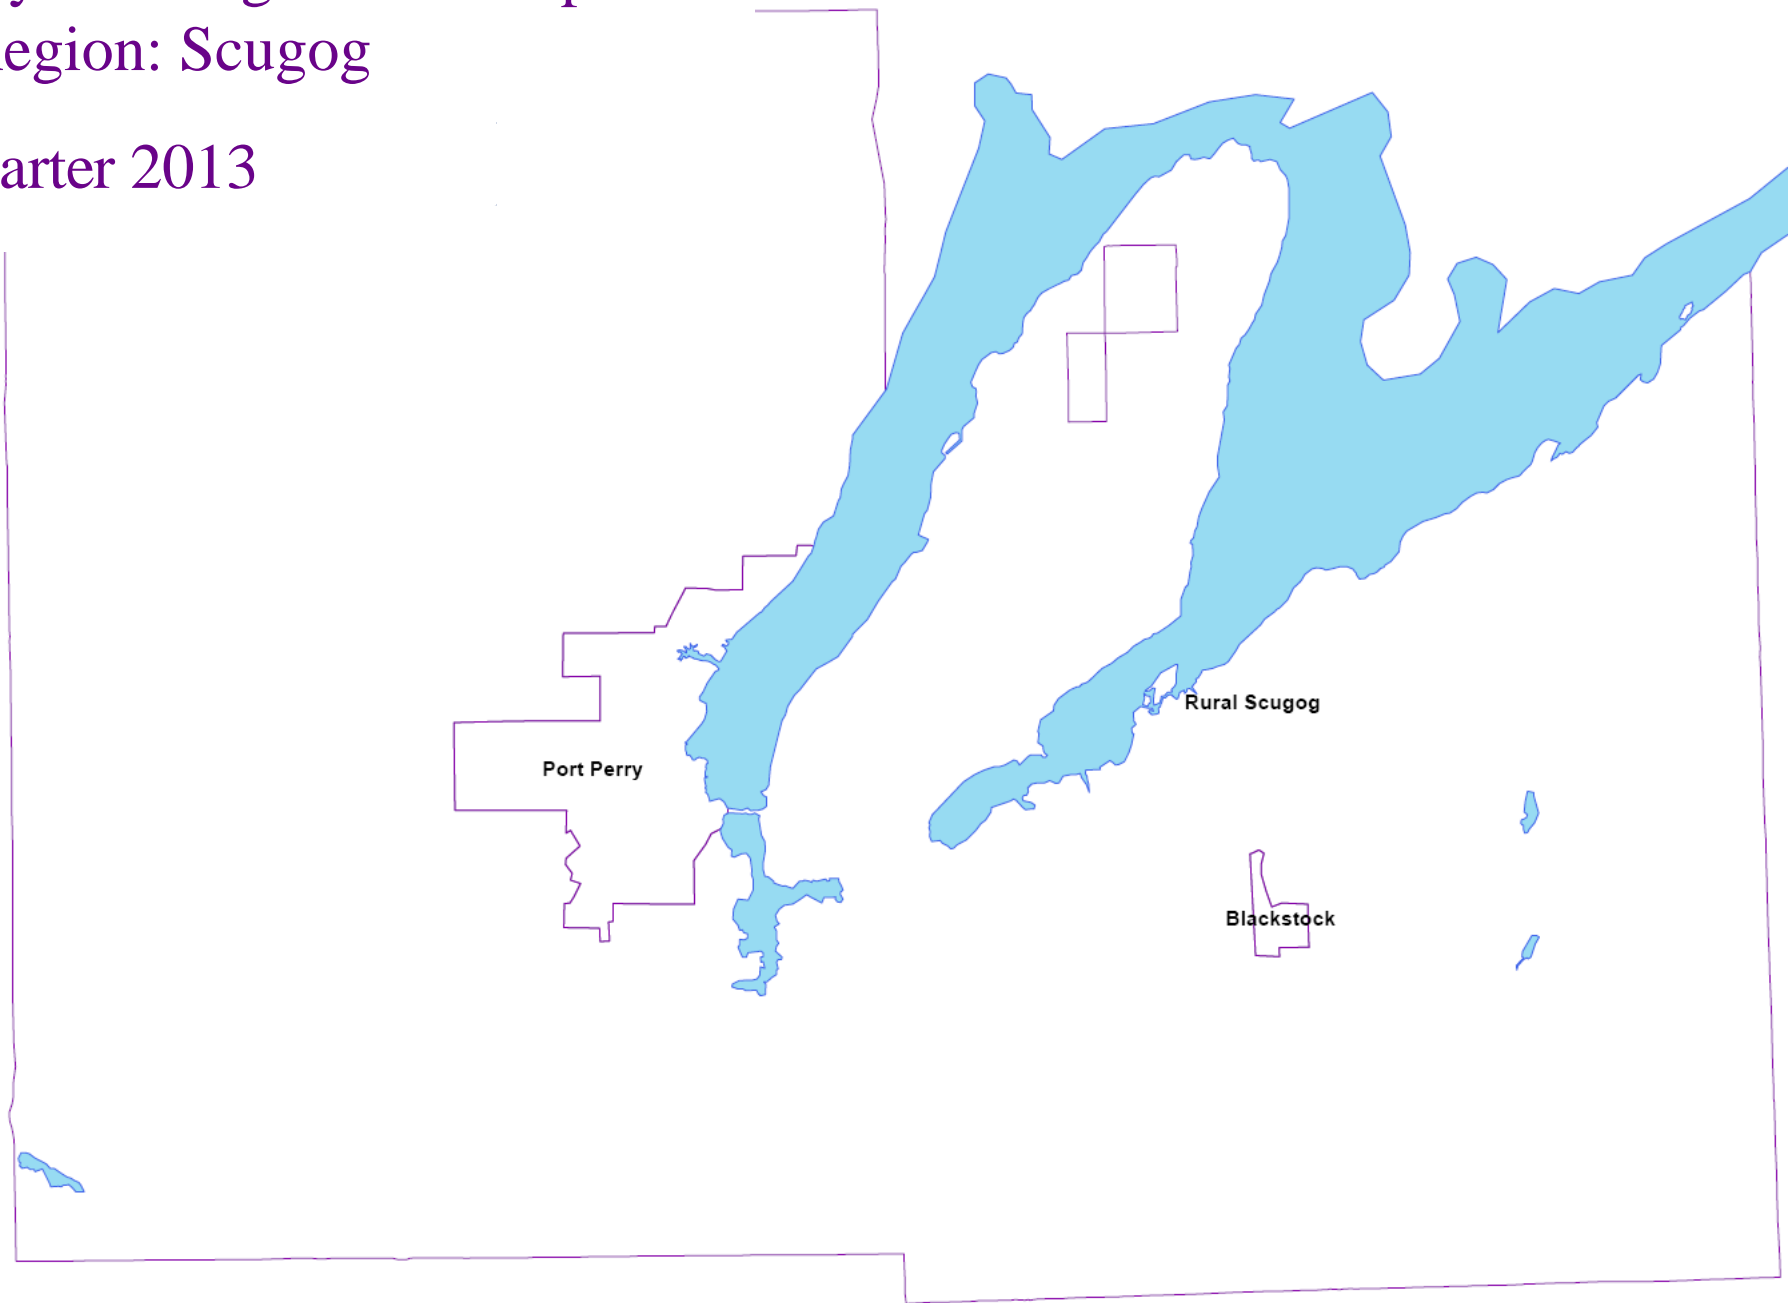 egion: Scugog
arter 2013
Rural Scugog
Port Perry
Blackstock